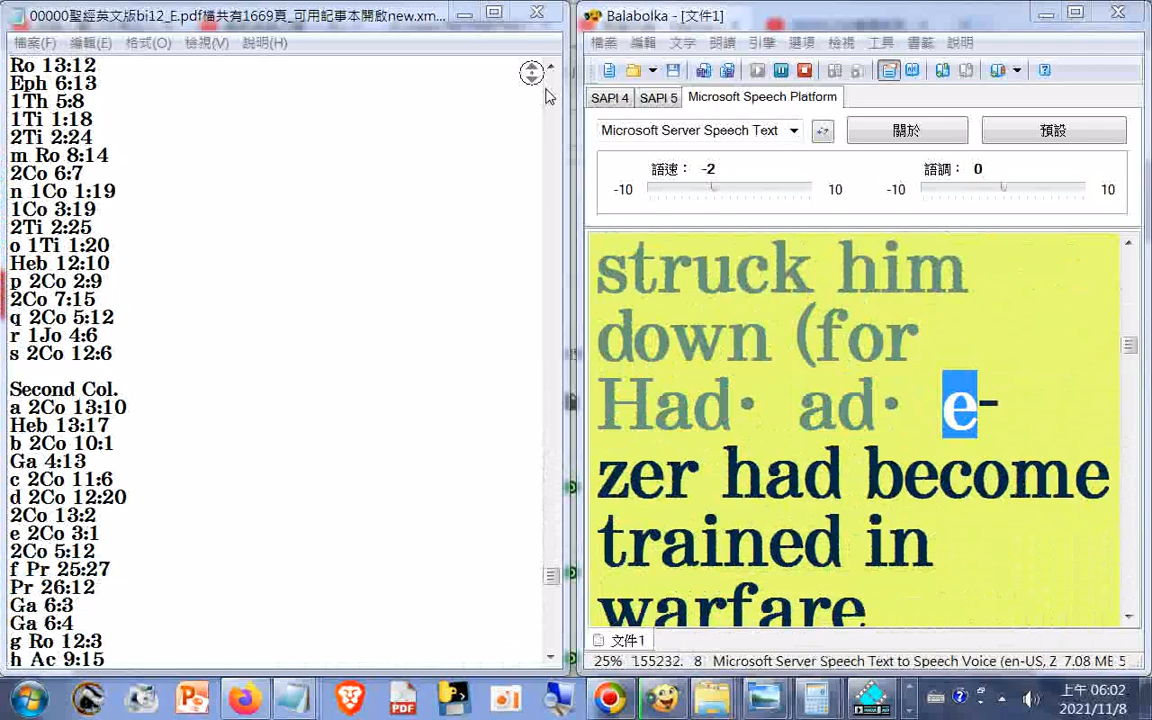 00000聖經英文版bi12_E.pdf檔共有1669頁_可用記事本開啟new.xm...
檔案(F) 編輯(E) 格式(O) 檢視(V) 說明(H)
Ro 13:12
Eph 6:13
1Th 5:8
1Ti 1:18
2Ti 2:24
m Ro 8:14
2Co 6:7
n 1Co 1:19
1Co 3:19
2Ti 2:25
o 1Ti 1:20
Heb 12:10
p 2Co 2:9
2Co 7:15
q 2Co 5:12
r 1Jo 4:6
s 2Co 12:6
Second Col.
a 2Co 13:10
Heb 13:17
b 2Co 10:1
Ga 4:13
c 2Co 11:6
d 2Co 12:20
2Co 13:2
e 2Co 3:1
2Co 5:12
f Pr 25:27
Pr 26:12
Ga 6:3
Ga 6:4
g Ro 12:3
h Ac 9:15
Balabolka - [文件1]
檔案 編輯 文字 朗讀 引擎 選項 檢視 工具 書籤 說明
SAPI 4 SAPI 5 Microsoft Speech Platform
Microsoft Server Speech Text 關於 預設
語速： -2 語調： 0
-10 10 -10 10
struck him
down (for
Had· ad· e-
zer had become
trained in
warfare
文件1
25% 155232. 8 Microsoft Server Speech Text to Speech Voice (en-US, Z 7.08 MB 5
上午 06:02
2021/11/8